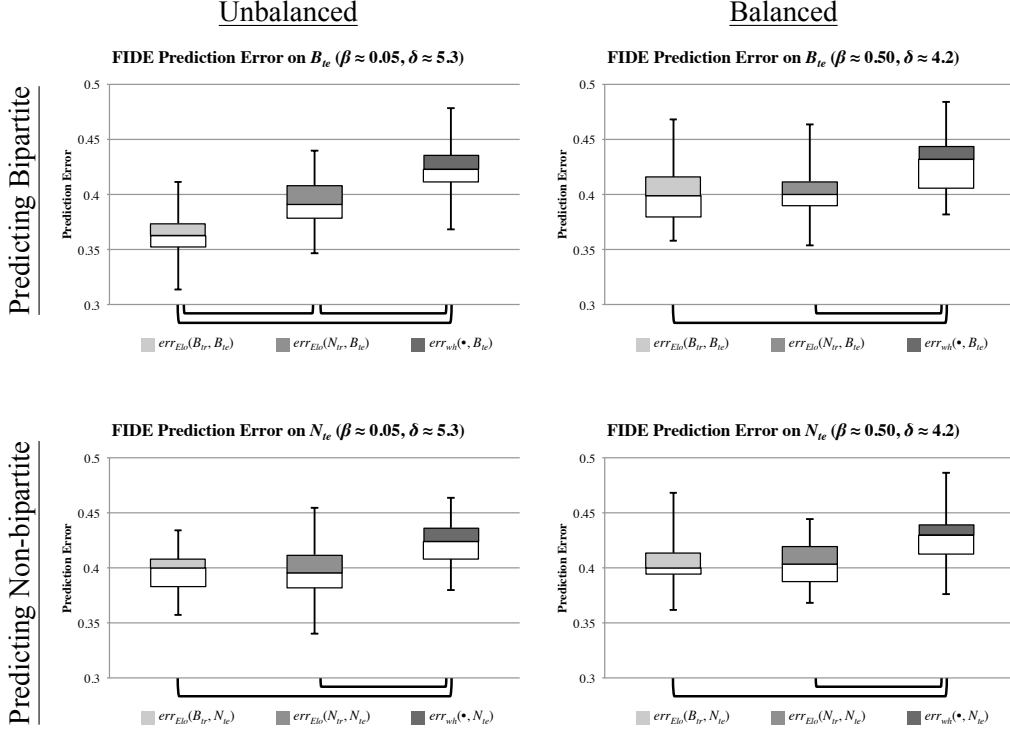 Unbalanced
Balanced
Predicting Bipartite
FIDE Prediction Error on B_te (β ≈ 0.05, δ ≈ 5.3)
Prediction Error
0.5
0.45
0.4
0.35
0.3
err_Elo(B_tr, B_te) err_Elo(N_tr, B_te) err_wh(•, B_te)
FIDE Prediction Error on B_te (β ≈ 0.50, δ ≈ 4.2)
Prediction Error
0.5
0.45
0.4
0.35
0.3
err_Elo(B_tr, B_te) err_Elo(N_tr, B_te) err_wh(•, B_te)
Predicting Non-bipartite
FIDE Prediction Error on N_te (β ≈ 0.05, δ ≈ 5.3)
Prediction Error
0.5
0.45
0.4
0.35
0.3
err_Elo(B_tr, N_te) err_Elo(N_tr, N_te) err_wh(•, N_te)
FIDE Prediction Error on N_te (β ≈ 0.50, δ ≈ 4.2)
Prediction Error
0.5
0.45
0.4
0.35
0.3
err_Elo(B_tr, N_te) err_Elo(N_tr, N_te) err_wh(•, N_te)